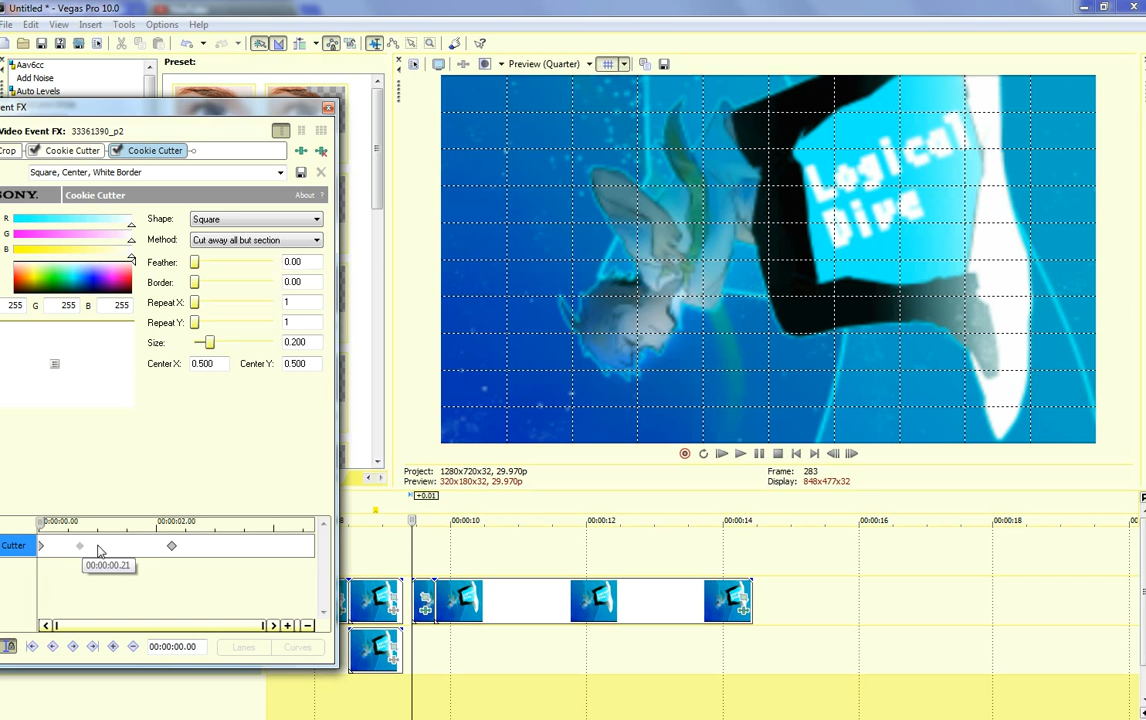 Untitled * - Vegas Pro 10.0
File Edit View Insert Tools Options Help
Aav6cc
Add Noise
Auto Levels
Preset:
Preview (Quarter)
Event FX
Video Event FX: 33361390_p2
Crop Cookie Cutter Cookie Cutter
Square, Center, White Border
SONY. Cookie Cutter About ?
R
G
B
255 G 255 B 255
Shape: Square
Method: Cut away all but section
Feather: 0.00
Border: 0.00
Repeat X: 1
Repeat Y: 1
Size: 0.200
Center X: 0.500 Center Y: 0.500
Logical
Dive
Project: 1280x720x32, 29.970p
Preview: 320x180x32, 29.970p
Frame: 283
Display: 848x477x32
+0.01
00:00:10 00:00:12 00:00:14 00:00:16 00:00:18
0:00:00.00 00:00:02.00
Cutter
00:00:00.21
00:00:00.00
Lanes Curves